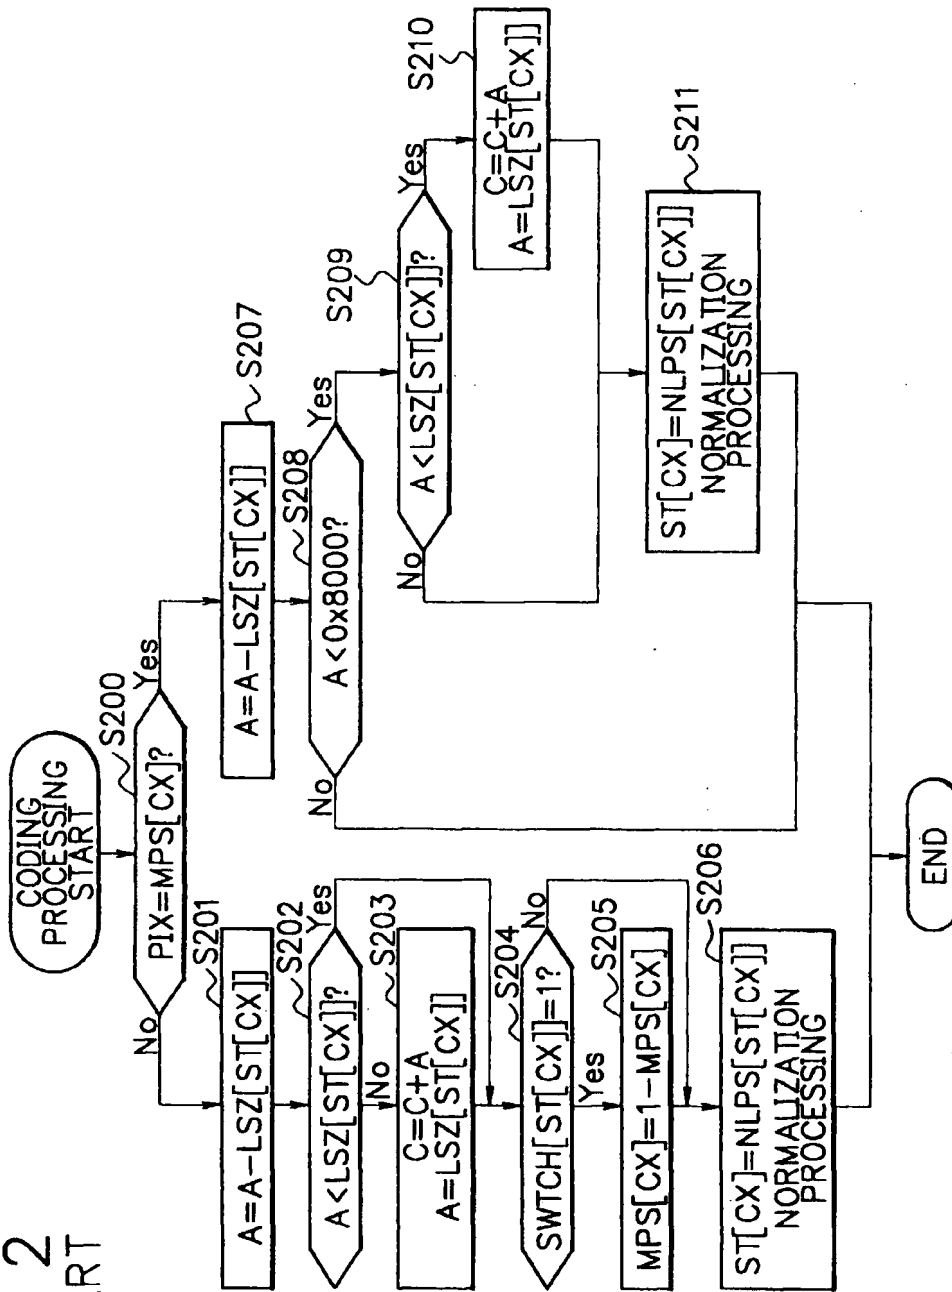 2
RT
CODING
PROCESSING
START
S200
PIX=MPS[CX]?
No
Yes
S201
A=A-LSZ[ST[CX]]
S202
A<LSZ[ST[CX]]?
Yes
No
S203
C=C+A
A=LSZ[ST[CX]]
S204
SWTCH[ST[CX]]=1?
No
Yes
S205
MPS[CX]=1-MPS[CX]
S206
ST[CX]=NLPS[ST[CX]]
NORMALIZATION
PROCESSING
S207
A=A-LSZ[ST[CX]]
S208
A<0x8000?
No
Yes
S209
A<LSZ[ST[CX]]?
No
Yes
S210
C=C+A
A=LSZ[ST[CX]]
S211
ST[CX]=NLPS[ST[CX]]
NORMALIZATION
PROCESSING
END